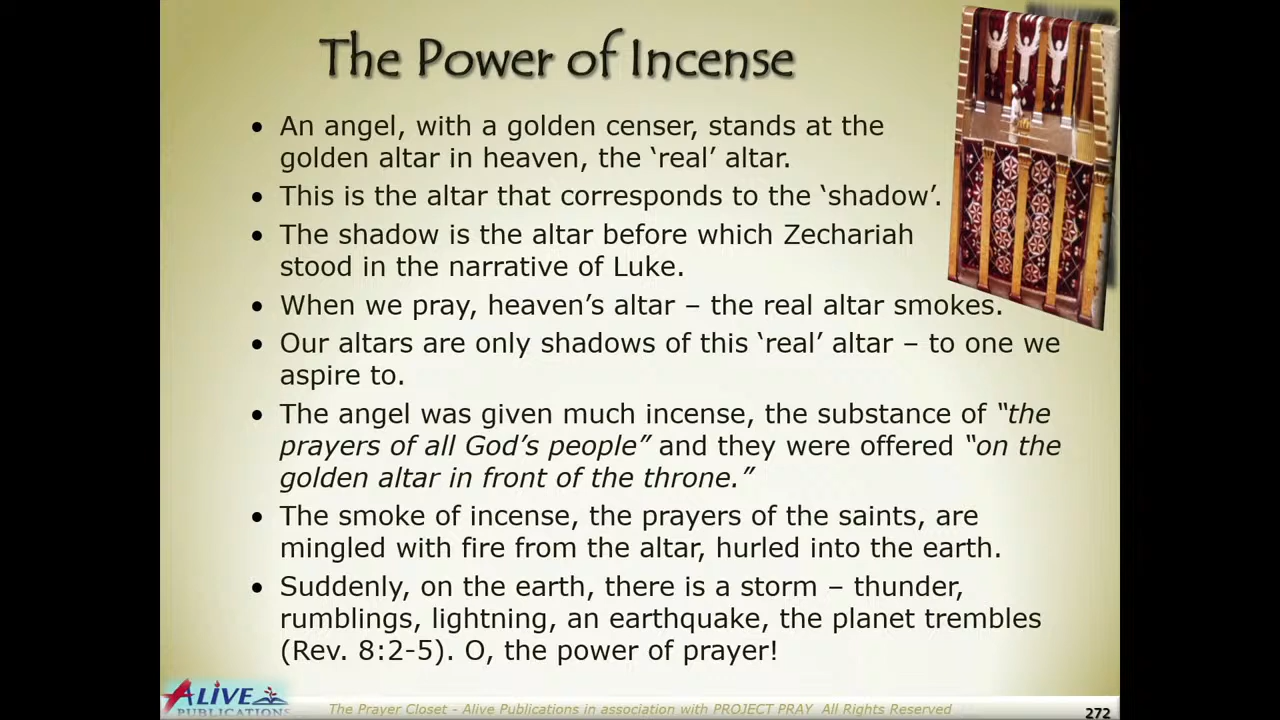 The Power of Incense
• An angel, with a golden censer, stands at the
golden altar in heaven, the ‘real’ altar.
• This is the altar that corresponds to the ‘shadow’.
• The shadow is the altar before which Zechariah
stood in the narrative of Luke.
• When we pray, heaven’s altar – the real altar smokes.
• Our altars are only shadows of this ‘real’ altar – to one we
aspire to.
• The angel was given much incense, the substance of “the
prayers of all God’s people” and they were offered “on the
golden altar in front of the throne.”
• The smoke of incense, the prayers of the saints, are
mingled with fire from the altar, hurled into the earth.
• Suddenly, on the earth, there is a storm – thunder,
rumblings, lightning, an earthquake, the planet trembles
(Rev. 8:2-5). O, the power of prayer!
ALIVE
PUBLICATIONS
The Prayer Closet - Alive Publications in association with PROJECT PRAY All Rights Reserved
272